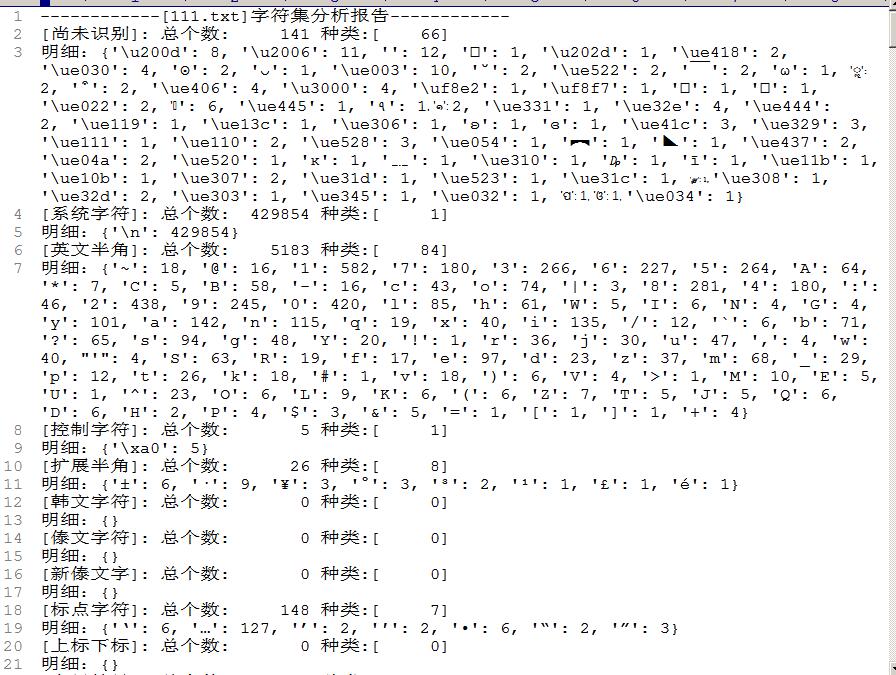 1 ------------[111.txt]字符集分析报告------------
2 [尚未识别]: 总个数: 141 种类:[ 66]
3 明细: {'\u200d': 8, '\u2006': 11, '': 12, '□': 1, '\u202d': 1, '\ue418': 2,
'\ue030': 4, 'ʘ': 2, 'ᴗ': 1, '\ue003': 10, '˘': 2, '\ue522': 2, '‾‾': 2, 'ω': 1,
2, '': 2, '\ue406': 4, '\u3000': 4, '\uf8e2': 1, '\uf8f7': 1, '□': 1, '□': 1,
'\ue022': 2, '': 6, '\ue445': 1, '٩': 1, '๑': 2, '\ue331': 1, '\ue32e': 4, '\ue444':
2, '\ue119': 1, '\ue13c': 1, '\ue306': 1, 'ʚ': 1, 'ɞ': 1, '\ue41c': 3, '\ue329': 3,
'\ue111': 1, '\ue110': 2, '\ue528': 3, '\ue054': 1, '': 1, '◣': 1, '\ue437': 2,
'\ue04a': 2, '\ue520': 1, 'к': 1, '': 1, '\ue310': 1, '': 1, 'ī': 1, '\ue11b': 1,
'\ue10b': 1, '\ue307': 2, '\ue31d': 1, '\ue523': 1, '\ue31c': 1, '\ue308': 1,
'\ue32d': 2, '\ue303': 1, '\ue345': 1, '\ue032': 1, '\ue034': 1}
4 [系统字符]: 总个数: 429854 种类:[ 1]
5 明细: {'\n': 429854}
6 [英文半角]: 总个数: 5183 种类:[ 84]
7 明细: {'~': 18, '@': 16, '1': 582, '7': 180, '3': 266, '6': 227, '5': 264, 'A': 64,
'*': 7, 'C': 5, 'B': 58, '-': 16, 'c': 43, 'o': 74, '|': 3, '8': 281, '4': 180, ':':
46, '2': 438, '9': 245, '0': 420, 'l': 85, 'h': 61, 'W': 5, 'I': 6, 'N': 4, 'G': 4,
'y': 101, 'a': 142, 'n': 115, 'q': 19, 'x': 40, 'i': 135, '/': 12, '`': 6, 'b': 71,
'?': 65, 's': 94, 'g': 48, 'Y': 20, '!': 1, 'r': 36, 'j': 30, 'u': 47, ',': 4, 'w':
40, "'": 4, 'S': 63, 'R': 19, 'f': 17, 'e': 97, 'd': 23, 'z': 37, 'm': 68, '_': 29,
'p': 12, 't': 26, 'k': 18, '#': 1, 'v': 18, ')': 6, 'V': 4, '>': 1, 'M': 10, 'E': 5,
'U': 1, '^': 23, 'O': 6, 'L': 9, 'K': 6, '(': 6, 'Z': 7, 'T': 5, 'J': 5, 'Q': 6,
'D': 6, 'H': 2, 'P': 4, '$': 3, '&': 5, '=': 1, '[': 1, ']': 1, '+': 4}
8 [控制字符]: 总个数: 5 种类:[ 1]
9 明细: {'\xa0': 5}
10 [扩展半角]: 总个数: 26 种类:[ 8]
11 明细: {'±': 6, '·': 9, '¥': 3, '°': 3, '³': 2, '¹': 1, '£': 1, 'é': 1}
12 [韩文字符]: 总个数: 0 种类:[ 0]
13 明细: {}
14 [傣文字符]: 总个数: 0 种类:[ 0]
15 明细: {}
16 [新傣文字]: 总个数: 0 种类:[ 0]
17 明细: {}
18 [标点字符]: 总个数: 148 种类:[ 7]
19 明细: {'‵': 6, '…': 127, '′': 2, '′': 2, '•': 6, '‶': 2, '″': 3}
20 [上标下标]: 总个数: 0 种类:[ 0]
21 明细: {}